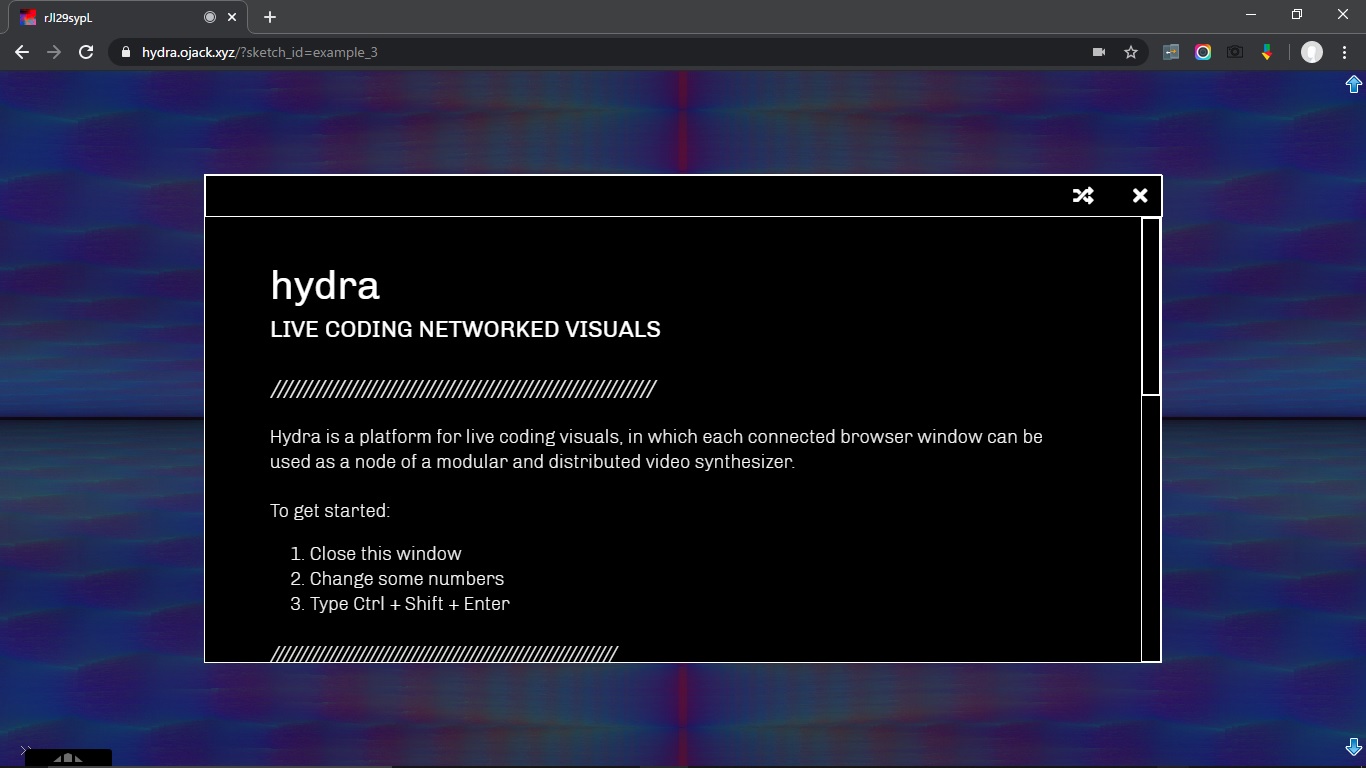 rJl29sypL
hydra.ojack.xyz/?sketch_id=example_3
hydra
LIVE CODING NETWORKED VISUALS
////////////////////////////////////////////////////////////
Hydra is a platform for live coding visuals, in which each connected browser window can be
used as a node of a modular and distributed video synthesizer.
To get started:
1. Close this window
2. Change some numbers
3. Type Ctrl + Shift + Enter
//////////////////////////////////////////////////////
>>